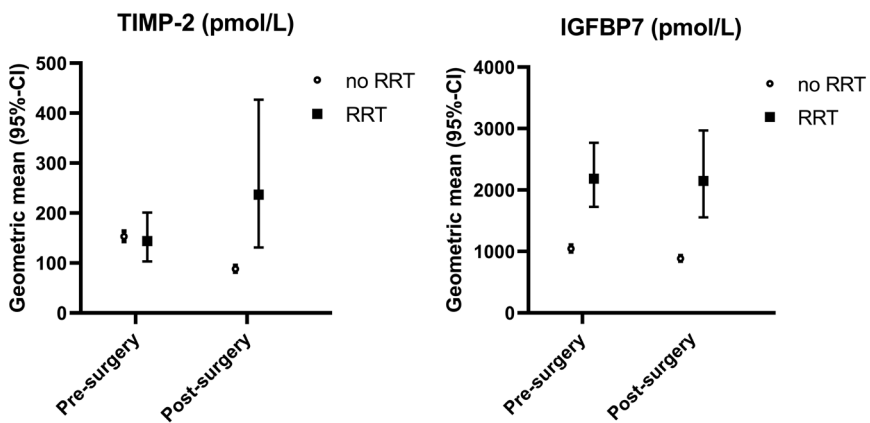 TIMP-2 (pmol/L)
Geometric mean (95%-CI)
500
400
300
200
100
0
no RRT
RRT
Pre-surgery
Post-surgery
IGFBP7 (pmol/L)
Geometric mean (95%-CI)
4000
3000
2000
1000
0
no RRT
RRT
Pre-surgery
Post-surgery